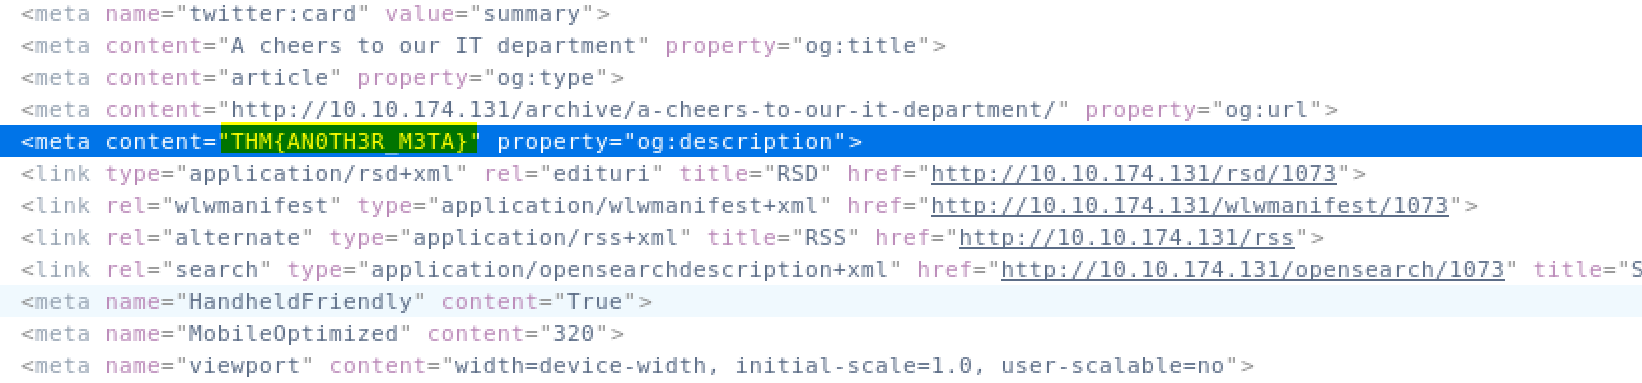 <meta name="twitter:card" value="summary">
<meta content="A cheers to our IT department" property="og:title">
<meta content="article" property="og:type">
<meta content="http://10.10.174.131/archive/a-cheers-to-our-it-department/" property="og:url">
<meta content="THM{AN0TH3R_M3TA}" property="og:description">
<link type="application/rsd+xml" rel="edituri" title="RSD" href="http://10.10.174.131/rsd/1073">
<link rel="wlwmanifest" type="application/wlwmanifest+xml" href="http://10.10.174.131/wlwmanifest/1073">
<link rel="alternate" type="application/rss+xml" title="RSS" href="http://10.10.174.131/rss">
<link rel="search" type="application/opensearchdescription+xml" href="http://10.10.174.131/opensearch/1073" title="S
<meta name="HandheldFriendly" content="True">
<meta name="MobileOptimized" content="320">
<meta name="viewport" content="width=device-width, initial-scale=1.0, user-scalable=no">